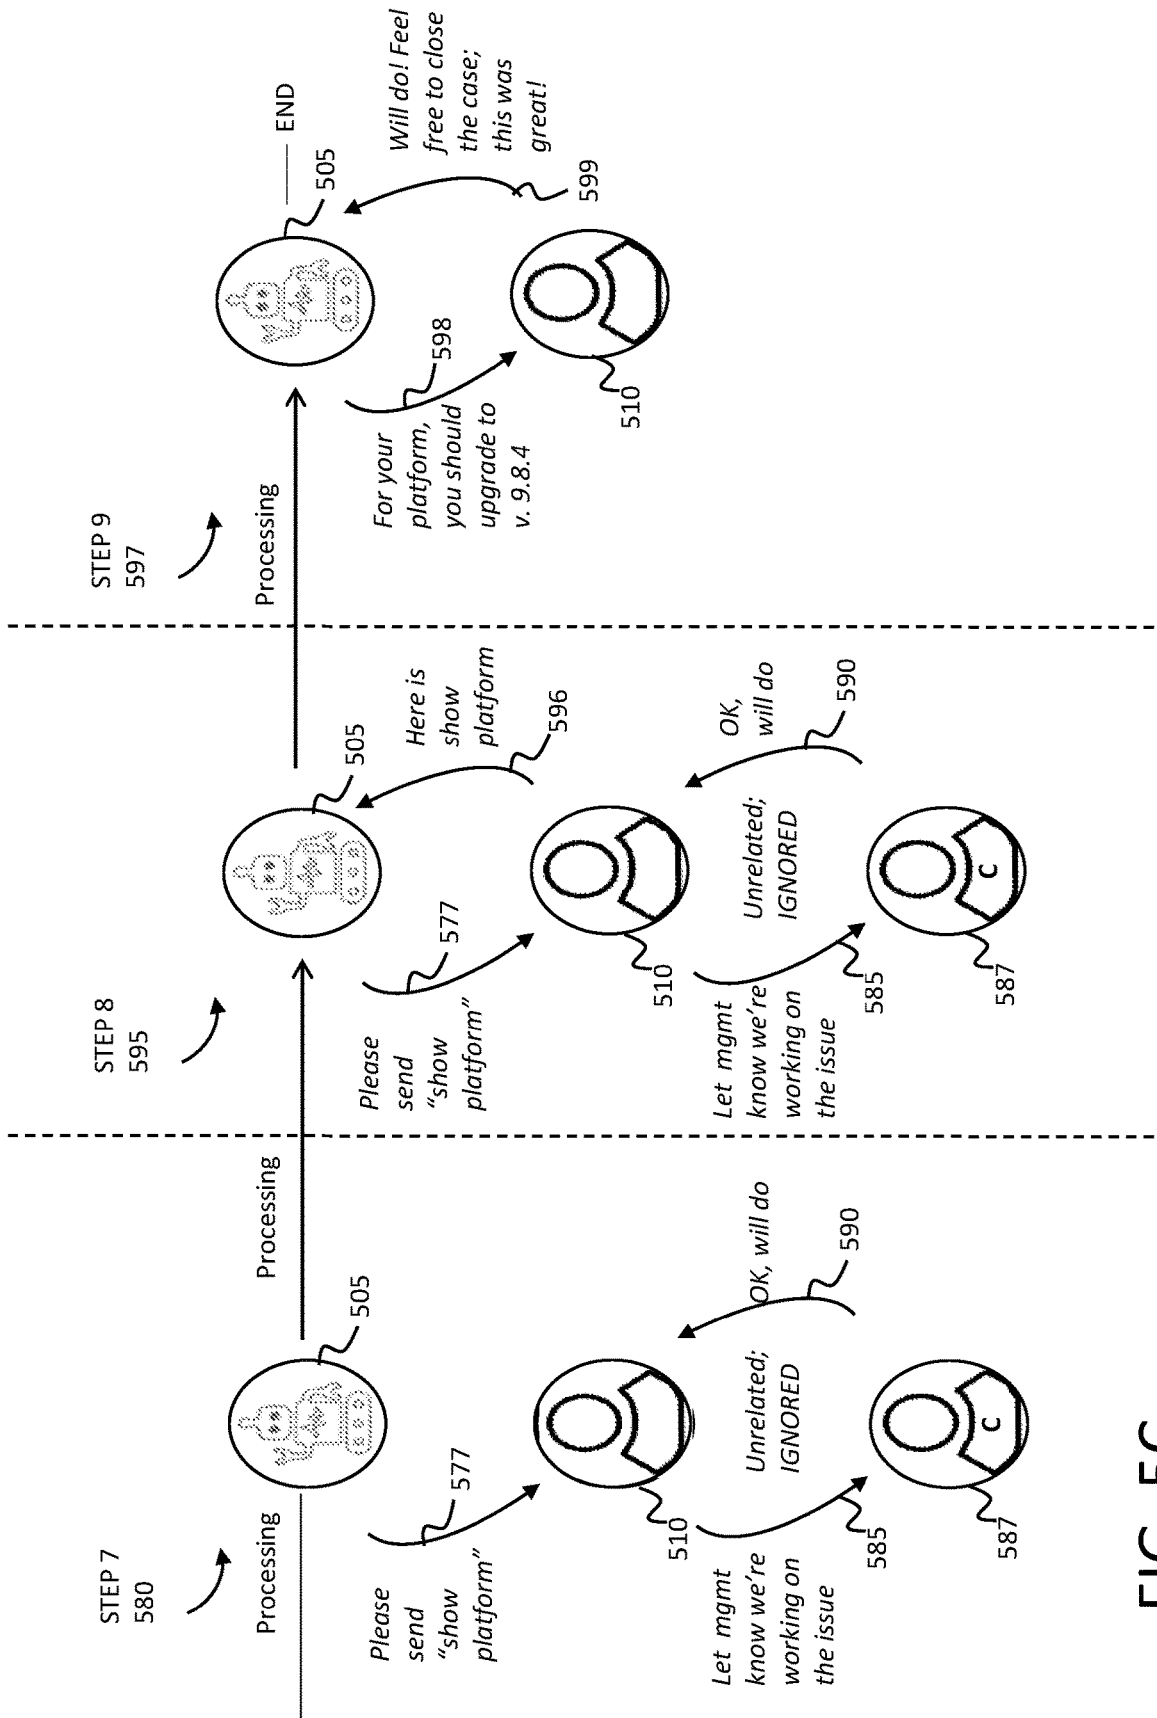 STEP 7
580
Processing
505
Please
send
“show
platform”
577
510
Let mgmt
know we’re
working on
the issue
585
Unrelated;
IGNORED
OK, will do
590
C
587
Processing
STEP 8
595
505
Please
send
“show
platform”
577
Here is
show
platform
596
510
Let mgmt
know we’re
working on
the issue
585
Unrelated;
IGNORED
OK,
will do
590
C
587
STEP 9
597
Processing
505
END
For your
platform,
you should
upgrade to
v. 9.8.4
598
Will do! Feel
free to close
the case;
this was
great!
599
510
FIG. 5C